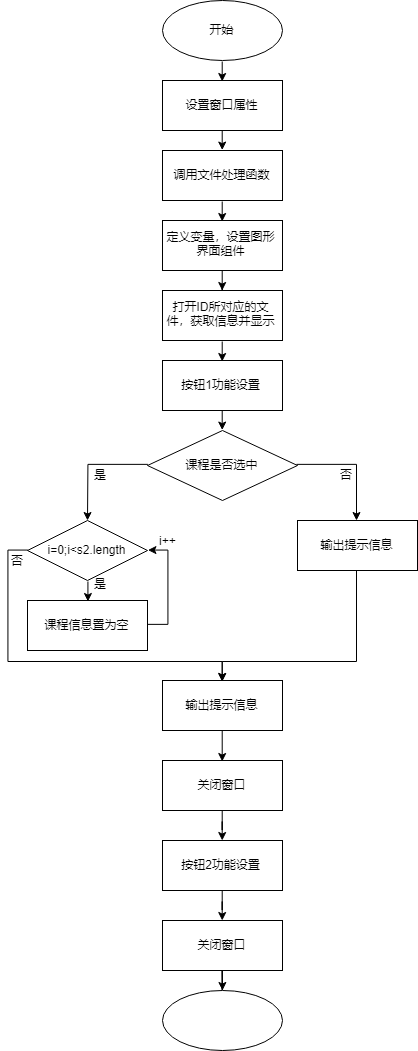 开始
设置窗口属性
调用文件处理函数
定义变量，设置图形
界面组件
打开ID所对应的文
件，获取信息并显示
按钮1功能设置
课程是否选中
是
否
i=0;i<s2.length
i++
否
是
输出提示信息
课程信息置为空
输出提示信息
关闭窗口
按钮2功能设置
关闭窗口